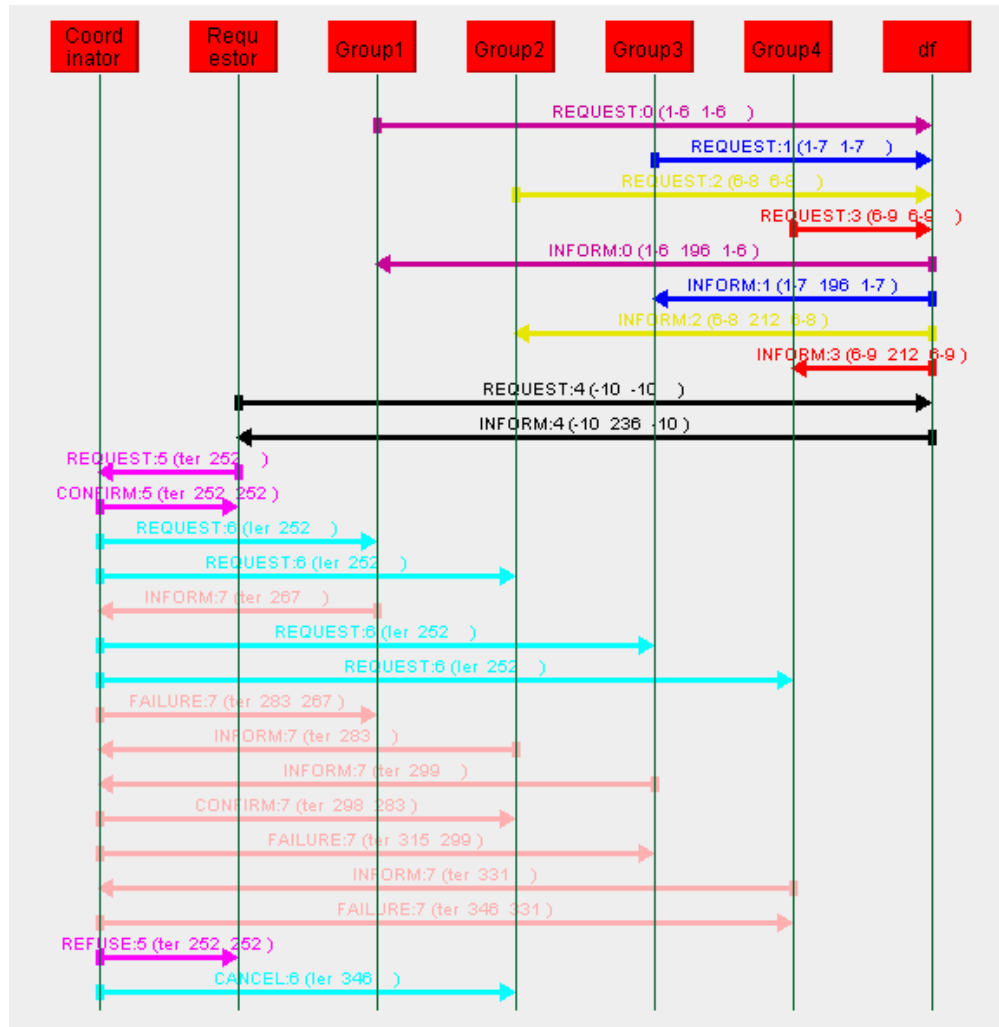 Coord
inator
Requ
estor
Group1
Group2
Group3
Group4
df
REQUEST:0 (1-6 1-6 )
REQUEST:1 (1-7 1-7 )
REQUEST:2 (6-8 6-8 )
REQUEST:3 (6-9 6-9 )
INFORM:0 (1-6 196 1-6 )
INFORM:1 (1-7 196 1-7 )
INFORM:2 (6-8 212 6-8 )
INFORM:3 (6-9 212 6-9 )
REQUEST:4 (-10 -10 )
INFORM:4 (-10 236 -10 )
REQUEST:5 (ter 252 )
CONFIRM:5 (ter 252 252 )
REQUEST:6 (ler 252 )
REQUEST:6 (ler 252 )
INFORM:7 (ter 267 )
REQUEST:6 (ler 252 )
REQUEST:6 (ler 252 )
FAILURE:7 (ter 283 267 )
INFORM:7 (ter 283 )
INFORM:7 (ter 299 )
CONFIRM:7 (ter 298 283 )
FAILURE:7 (ter 315 299 )
INFORM:7 (ter 331 )
FAILURE:7 (ter 346 331 )
REFUSE:5 (ter 252 252 )
CANCEL:6 (ler 346 )